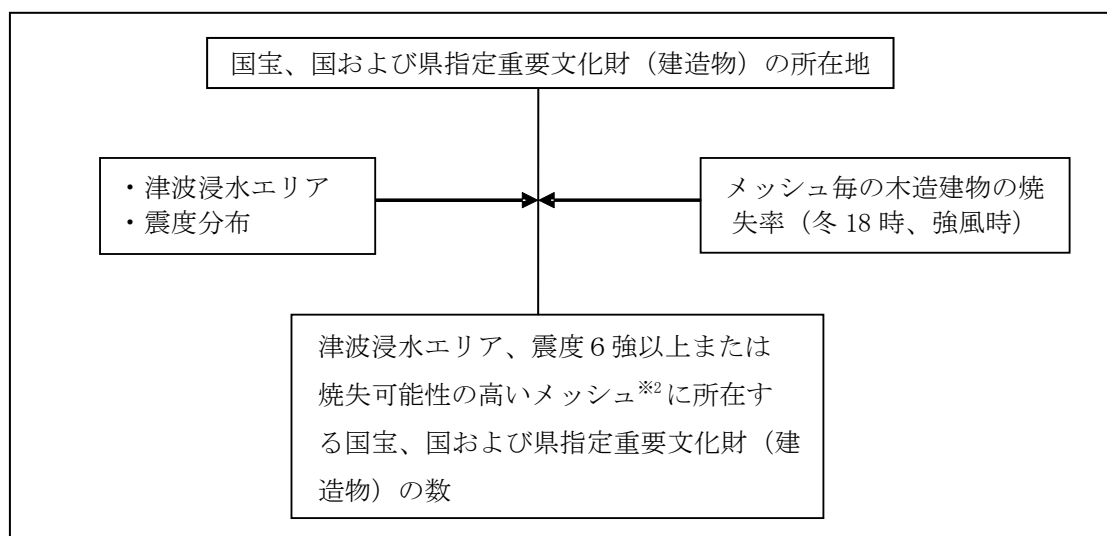 国宝、国および県指定重要文化財（建造物）の所在地
・津波浸水エリア
・震度分布
メッシュ毎の木造建物の焼
失率（冬 18 時、強風時）
津波浸水エリア、震度６強以上または
焼失可能性の高いメッシュ※2に所在す
る国宝、国および県指定重要文化財（建
造物）の数